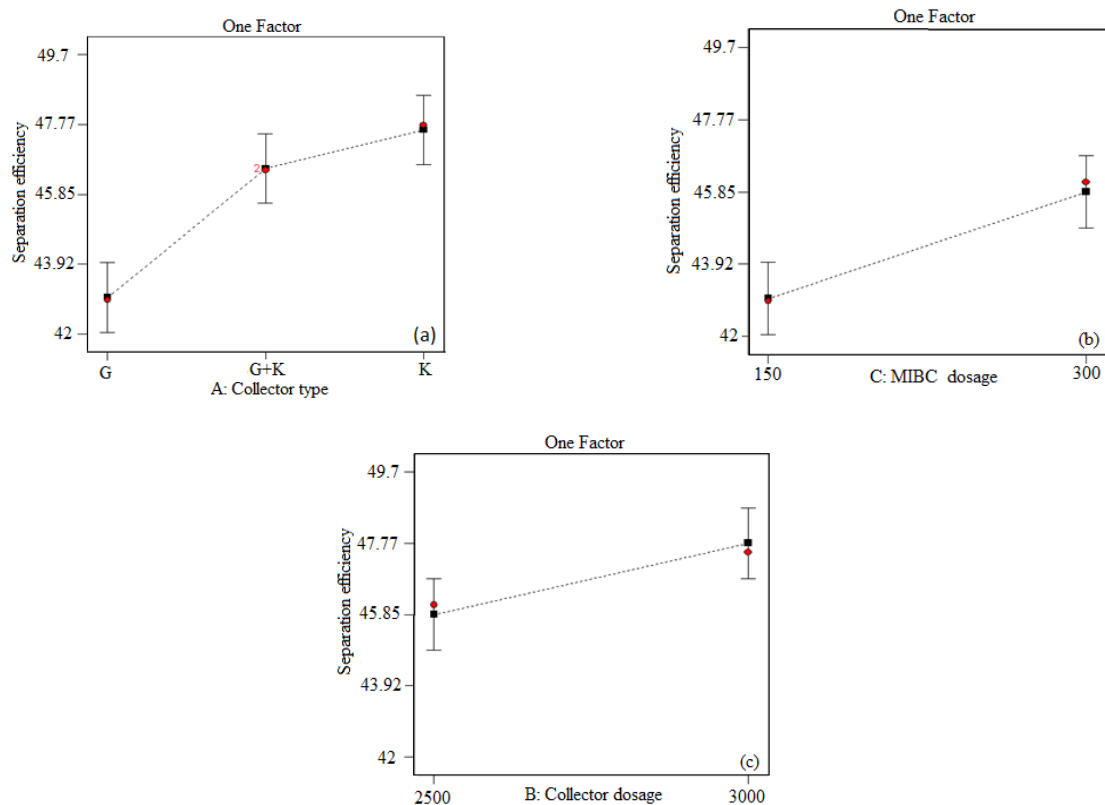 One Factor
49.7
47.77
45.85
43.92
42
Separation efficiency
2
(a)
G
G+K
K
A: Collector type
One Factor
49.7
47.77
45.85
43.92
42
Separation efficiency
(b)
150
300
C: MIBC dosage
One Factor
49.7
47.77
45.85
43.92
42
Separation efficiency
(c)
2500
3000
B: Collector dosage